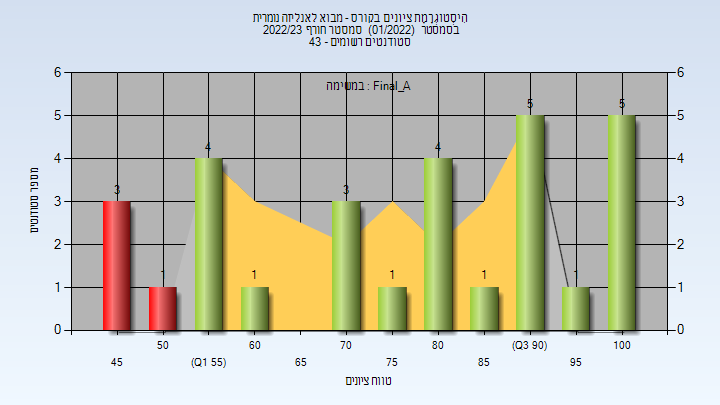 הִיסְטוֹגְרָמַת ציונים בקורס - מבוא לאנליזה נומרית
בסמסטר (01/2022) סמסטר חורף 2022/23
סטודנטים רשומים - 43
במשימה : Final_A
6 6
5 5
4 4
3 3
2 2
1 1
0 0
3 1 4 1 3 1 4 1 5 1 5
מספר סטודנטים
50 60 70 80 (Q3 90) 100
45 (Q1 55) 65 75 85 95
טווח ציונים